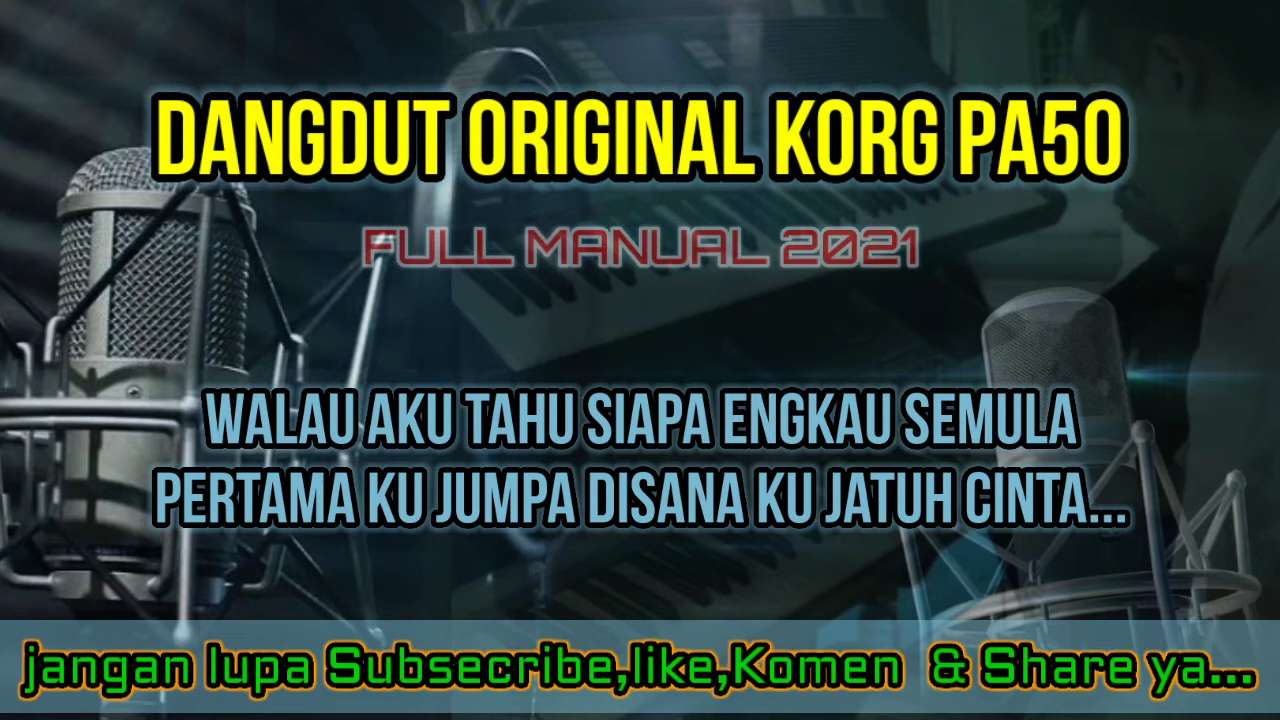 DANGDUT ORIGINAL KORG PA50
FULL MANUAL 2021
WALAU AKU TAHU SIAPA ENGKAU SEMULA
PERTAMA KU JUMPA DISANA KU JATUH CINTA...
jangan lupa Subsecribe,like,Komen & Share ya...